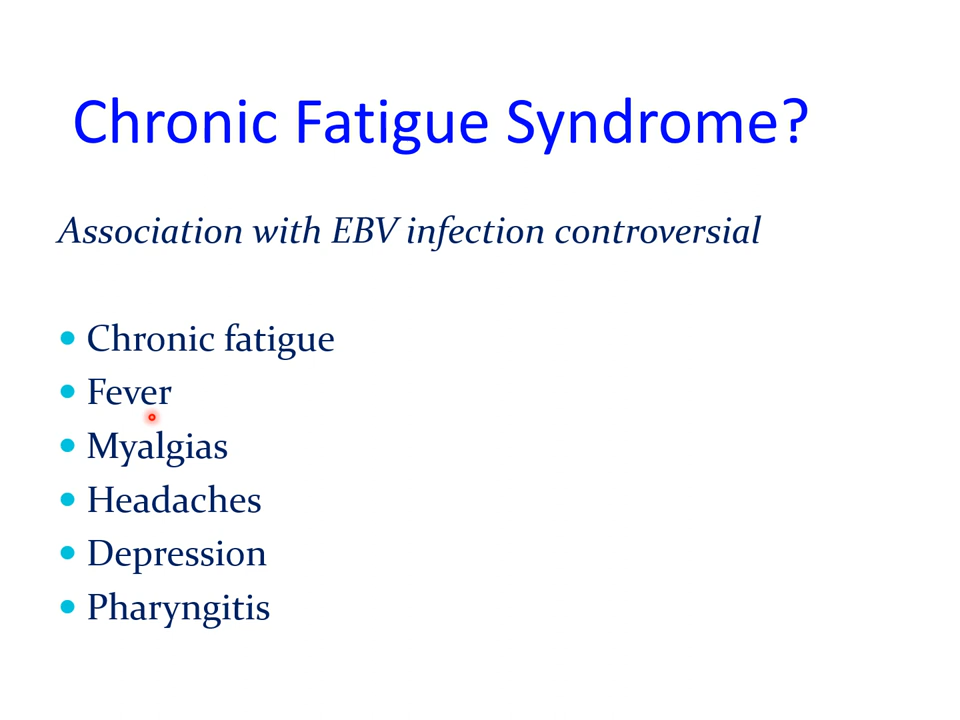 Chronic Fatigue Syndrome?
Association with EBV infection controversial
• Chronic fatigue
• Fever
• Myalgias
• Headaches
• Depression
• Pharyngitis